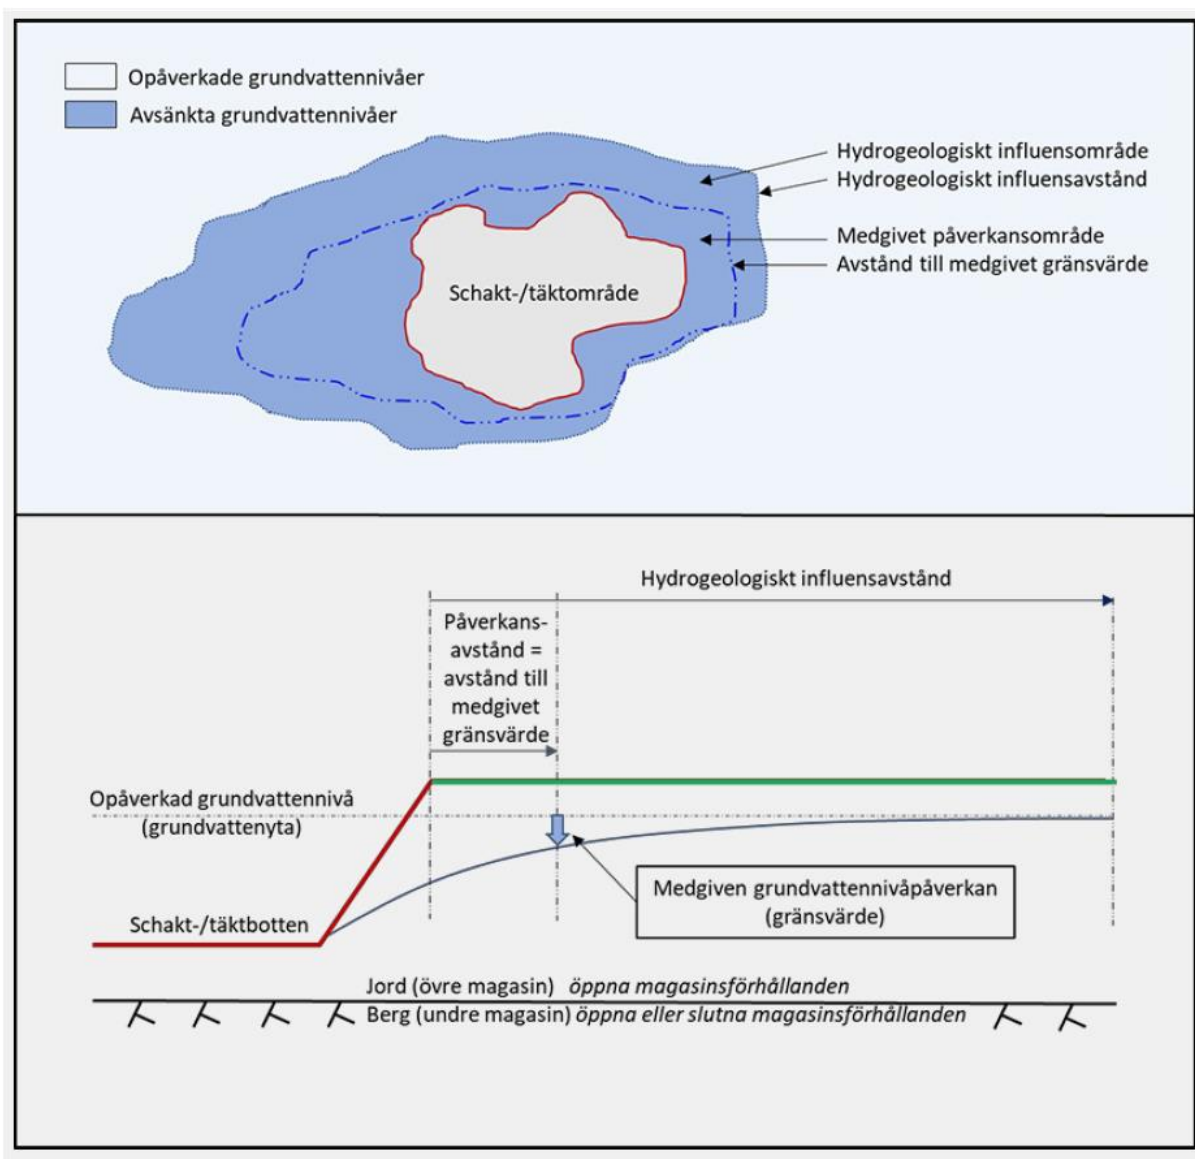 Opåverkade grundvattennivåer
Avsänkta grundvattennivåer
Hydrogeologiskt influensområde
Hydrogeologiskt influensavstånd
Medgivet påverkansområde
Avstånd till medgivet gränsvärde
Schakt-/täktområde
Hydrogeologiskt influensavstånd
Påverkans-
avstånd =
avstånd till
medgivet
gränsvärde
Opåverkad grundvattennivå
(grundvattenyta)
Medgiven grundvattennivåpåverkan
(gränsvärde)
Schakt-/täktbotten
Jord (övre magasin) öppna magasinsförhållanden
Berg (undre magasin) öppna eller slutna magasinsförhållanden